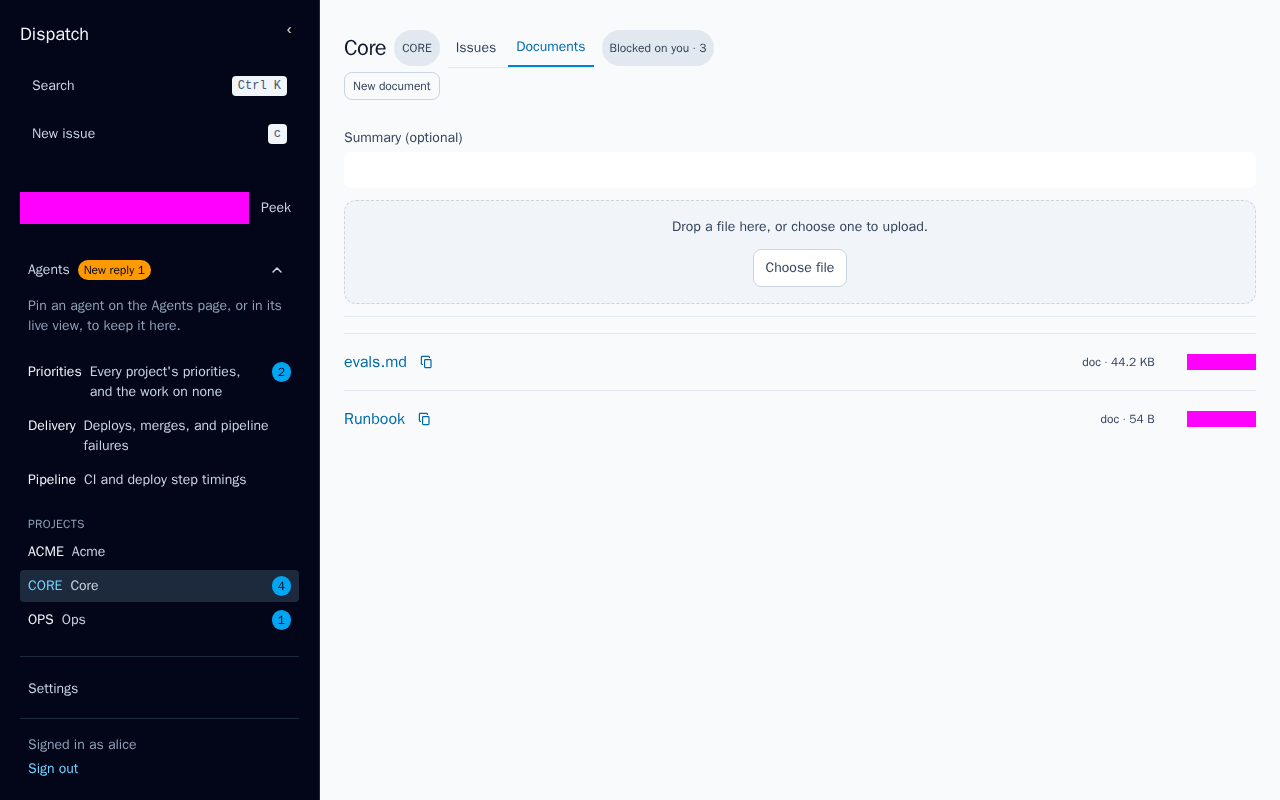 Dispatch
Search
Ctrl K
New issue
C
Peek
Agents
New reply 1
Pin an agent on the Agents page, or in its
live view, to keep it here.
Priorities
Every project's priorities,
and the work on none
2
Delivery
Deploys, merges, and pipeline
failures
Pipeline
CI and deploy step timings
PROJECTS
ACME Acme
CORE Core 4
OPS Ops 1
Settings
Signed in as alice
Sign out
Core
CORE
Issues
Documents
Blocked on you · 3
New document
Summary (optional)
Drop a file here, or choose one to upload.
Choose file
evals.md
doc · 44.2 KB
Runbook
doc · 54 B